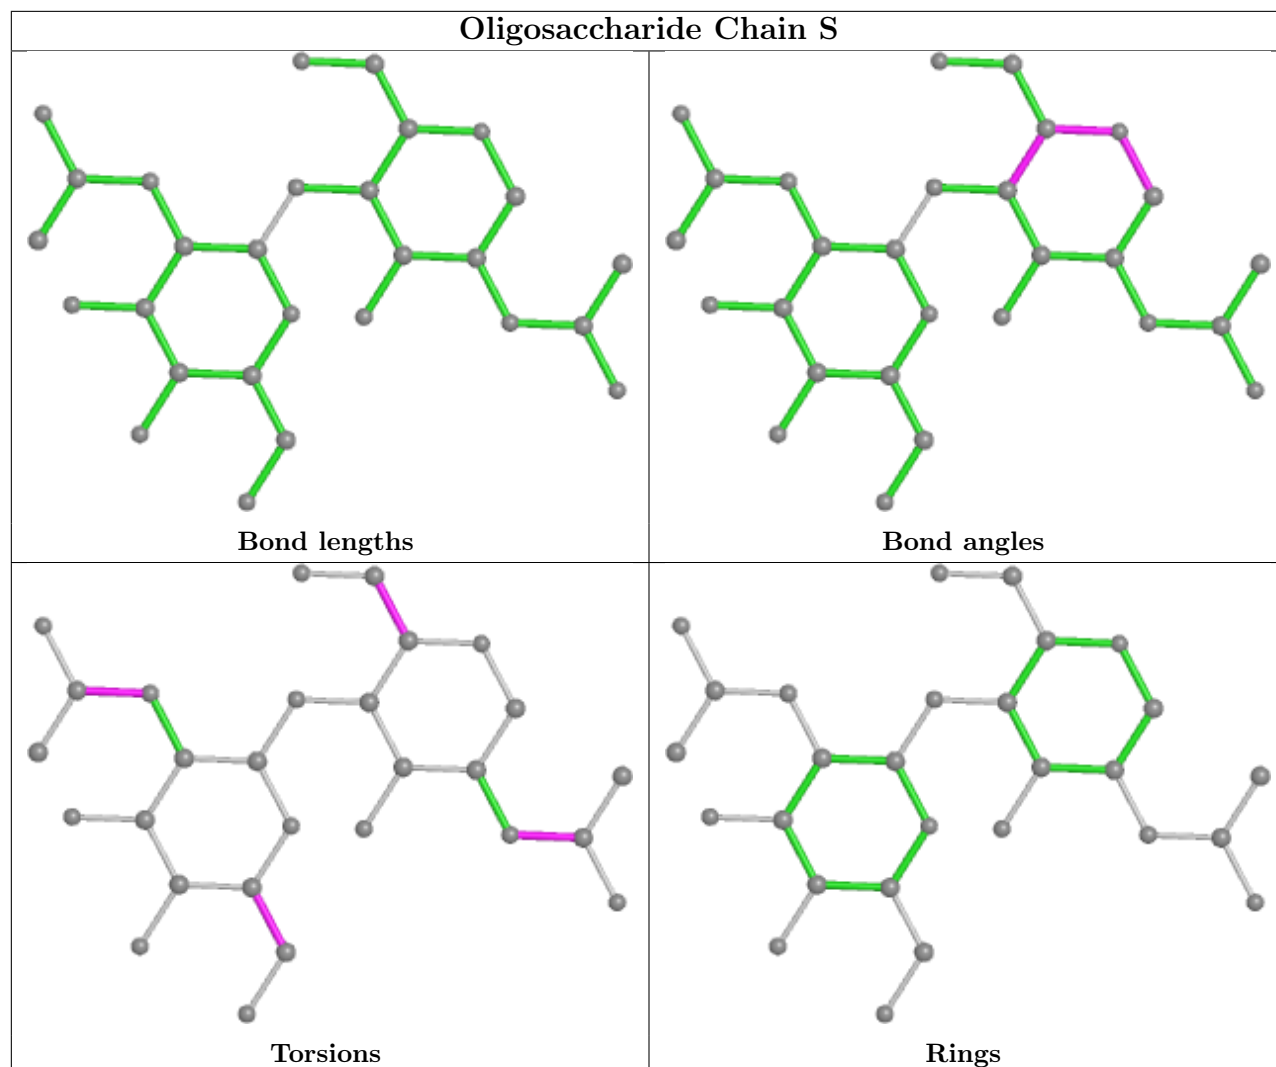 Oligosaccharide Chain S
Bond lengths
Bond angles
Torsions
Rings